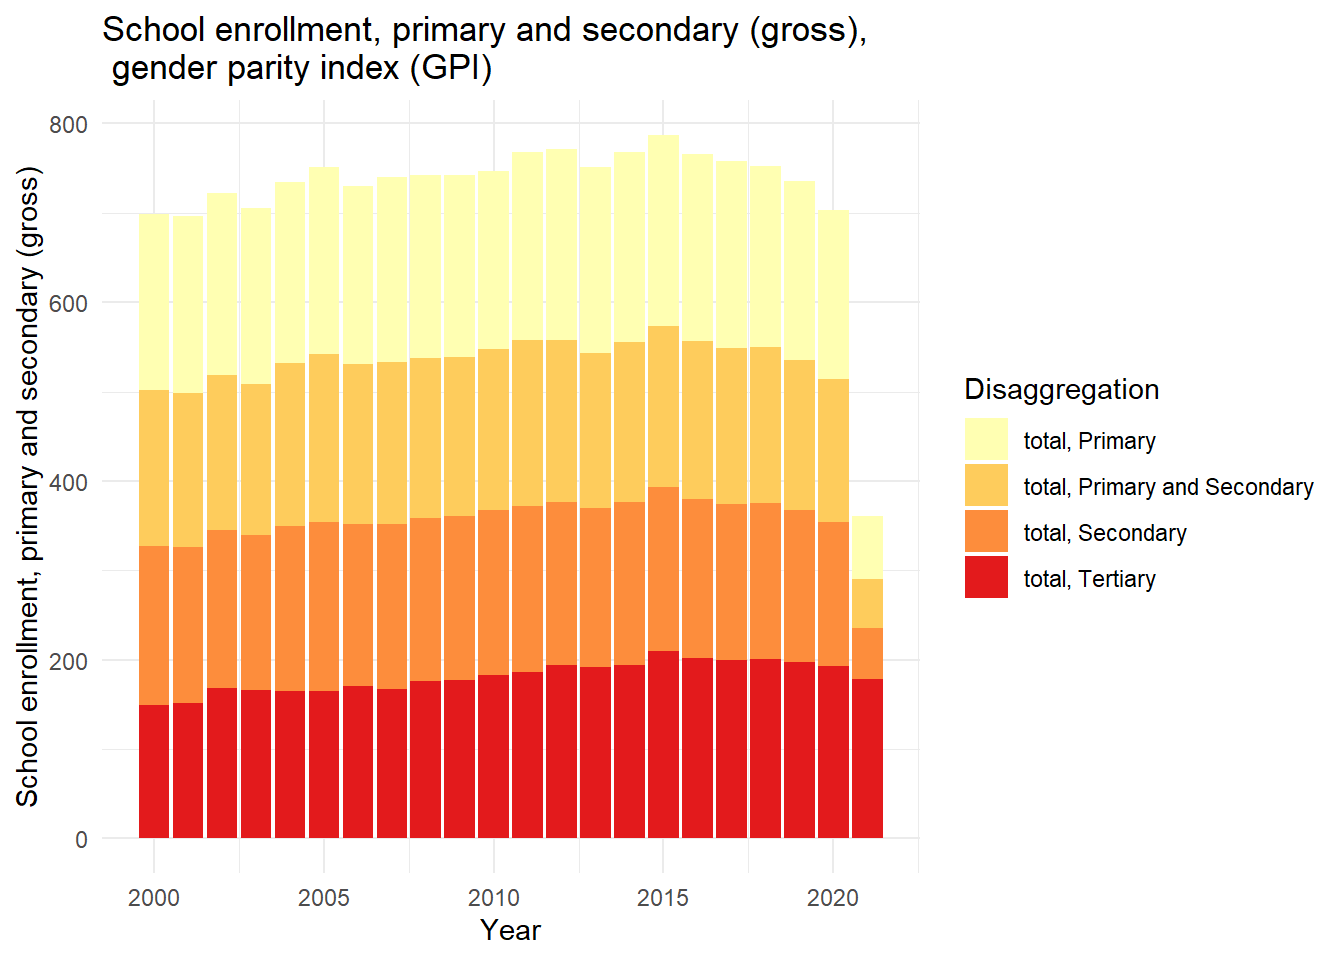 School enrollment, primary and secondary (gross),
gender parity index (GPI)
School enrollment, primary and secondary (gross)
800
600
400
200
0
2000 2005 2010 2015 2020
Year
Disaggregation
total, Primary
total, Primary and Secondary
total, Secondary
total, Tertiary